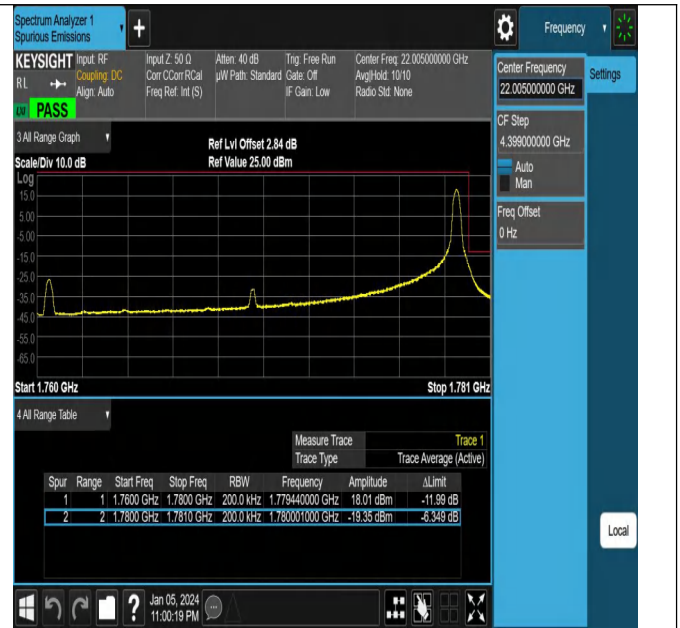 Spectrum Analyzer 1
Spurious Emissions
+
Frequency
KEYSIGHT Input: RF Input Z: 50 Ω Atten: 40 dB Trig: Free Run Center Freq: 22.005000000 GHz
RL Coupling: DC Corr CCorr RCal µW Path: Standard Gate: Off Avg|Hold: 10/10
Align: Auto Freq Ref: Int (S) IF Gain: Low Radio Std: None
PASS
Center Frequency
22.005000000 GHz
Settings
CF Step
4.399000000 GHz
Auto
Man
Freq Offset
0 Hz
3 All Range Graph
Ref Lvl Offset 2.84 dB
Scale/Div 10.0 dB Ref Value 25.00 dBm
Log
15.0
5.00
-5.00
-15.0
-25.0
-35.0
-45.0
-55.0
-65.0
Start 1.760 GHz Stop 1.781 GHz
4 All Range Table
Measure Trace Trace 1
Trace Type Trace Average (Active)
Spur Range Start Freq Stop Freq RBW Frequency Amplitude ΔLimit
1 1 1.7600 GHz 1.7800 GHz 200.0 kHz 1.779440000 GHz 18.01 dBm -11.99 dB
2 2 1.7800 GHz 1.7810 GHz 200.0 kHz 1.780001000 GHz -19.35 dBm -6.349 dB
Local
? Jan 05, 2024
11:00:19 PM